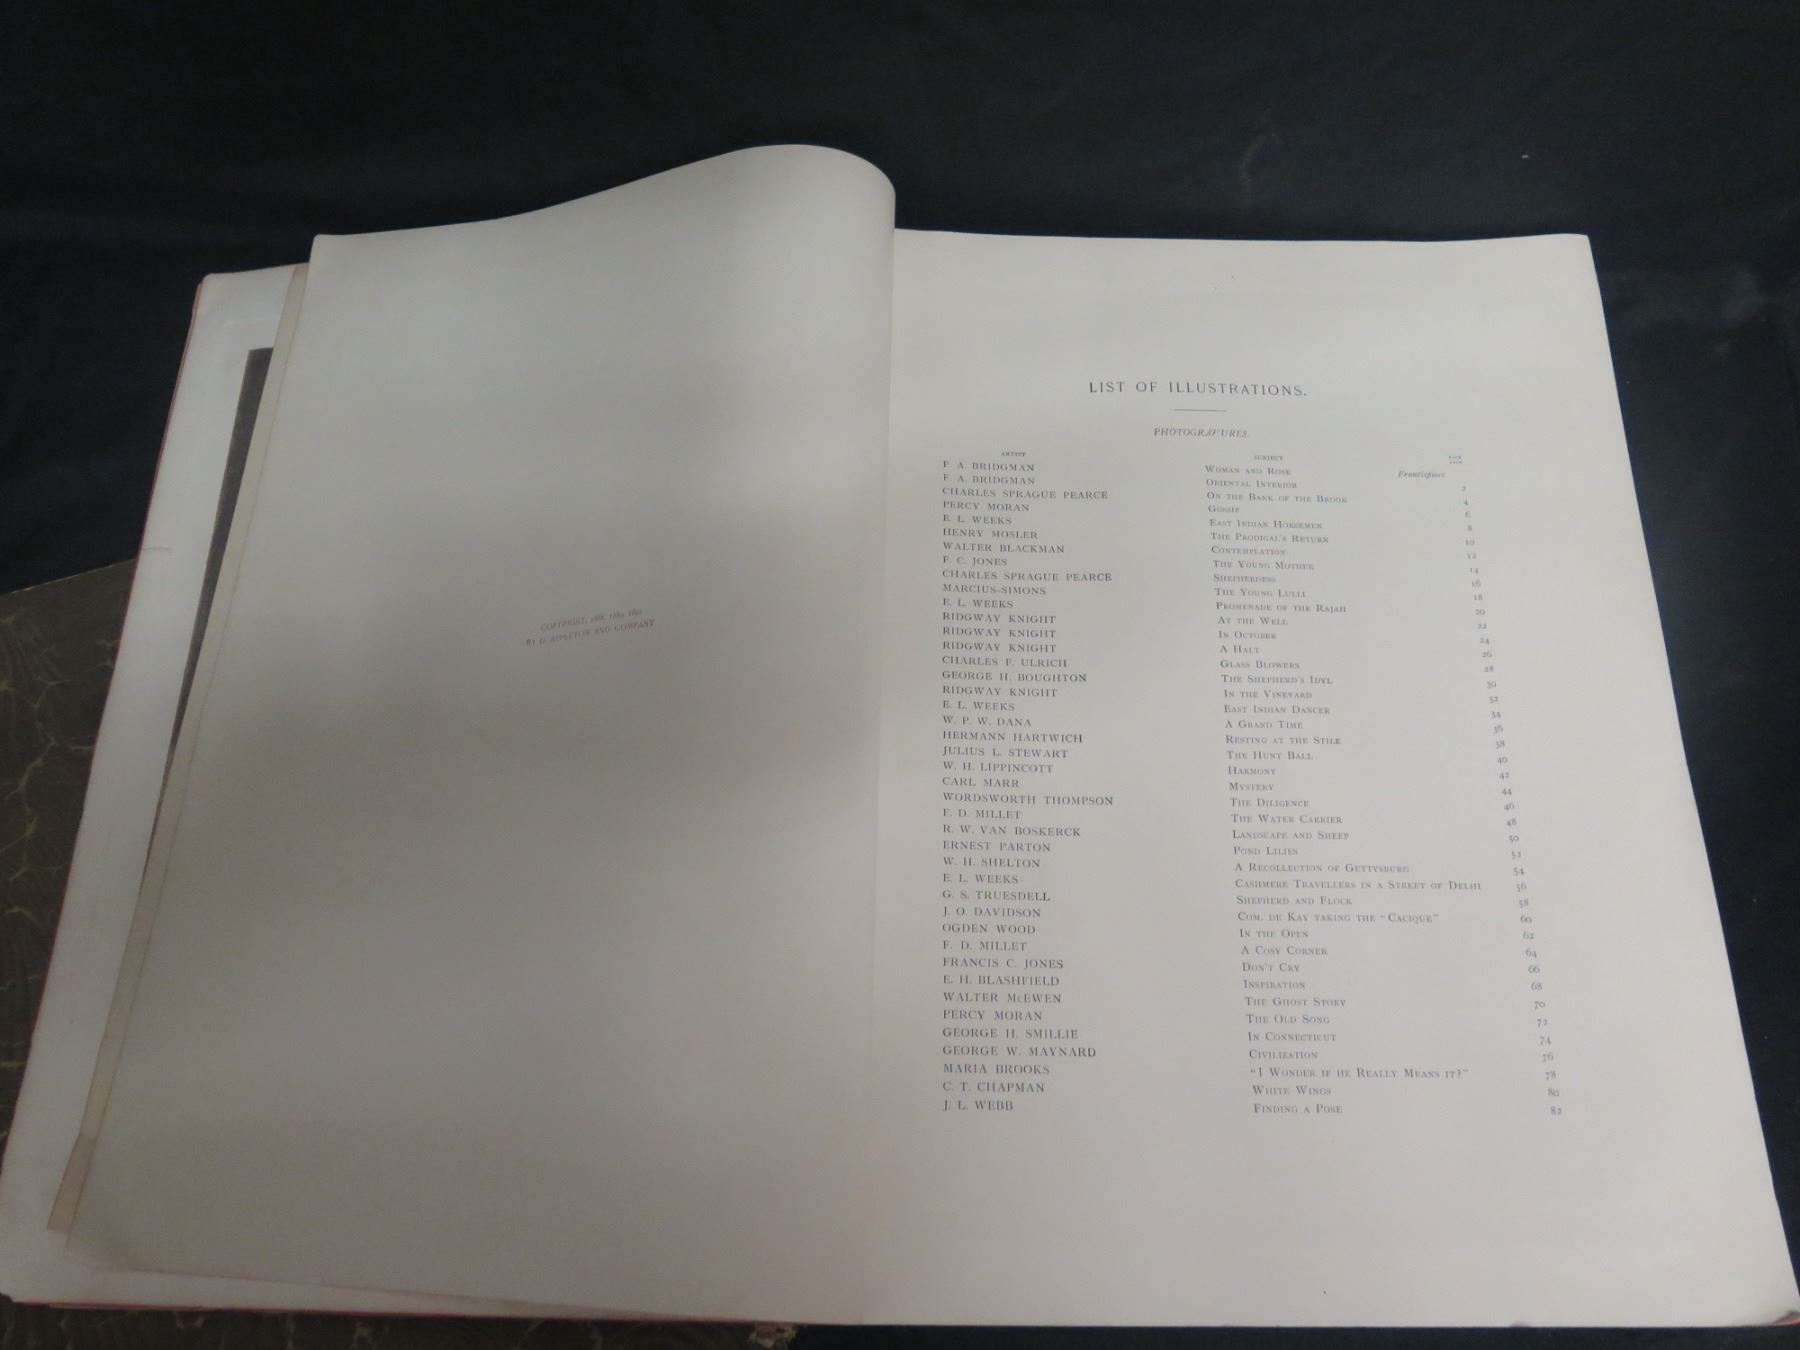 COPYRIGHT, 1888, 1889, 1892
BY D. APPLETON AND COMPANY
LIST OF ILLUSTRATIONS.
PHOTOGRAVURES.
ARTIST SUBJECT FACE
F. A. BRIDGMAN WOMAN AND ROSE Frontispiece
F. A. BRIDGMAN ORIENTAL INTERIOR 2
CHARLES SPRAGUE PEARCE ON THE BANK OF THE BROOK 4
PERCY MORAN GOSSIP 6
E. L. WEEKS EAST INDIAN HORSEMEN 8
HENRY MOSLER THE PRODIGAL'S RETURN 10
WALTER BLACKMAN CONTEMPLATION 12
F. C. JONES THE YOUNG MOTHER 14
CHARLES SPRAGUE PEARCE SHEPHERDESS 16
MARCIUS-SIMONS THE YOUNG LULLI 18
E. L. WEEKS PROMENADE OF THE RAJAH 20
RIDGWAY KNIGHT AT THE WELL 22
RIDGWAY KNIGHT IN OCTOBER 24
RIDGWAY KNIGHT A HALT 26
CHARLES F. ULRICH GLASS BLOWERS 28
GEORGE H. BOUGHTON THE SHEPHERD'S IDYL 30
RIDGWAY KNIGHT IN THE VINEYARD 32
E. L. WEEKS EAST INDIAN DANCER 34
W. P. W. DANA A GRAND TIME 36
HERMANN HARTWICH RESTING AT THE STILE 38
JULIUS L. STEWART THE HUNT BALL 40
W. H. LIPPINCOTT HARMONY 42
CARL MARR MYSTERY 44
WORDSWORTH THOMPSON THE DILIGENCE 46
F. D. MILLET THE WATER CARRIER 48
R. W. VAN BOSKERCK LANDSCAPE AND SHEEP 50
ERNEST PARTON POND LILIES 52
W. H. SHELTON A RECOLLECTION OF GETTYSBURG 54
E. L. WEEKS CASHMERE TRAVELLERS IN A STREET OF DELHI 56
G. S. TRUESDELL SHEPHERD AND FLOCK 58
J. O. DAVIDSON COM. DE KAY TAKING THE "CACIQUE" 60
OGDEN WOOD IN THE OPEN 62
F. D. MILLET A COSY CORNER 64
FRANCIS C. JONES DON'T CRY 66
E. H. BLASHFIELD INSPIRATION 68
WALTER McEWEN THE GHOST STORY 70
PERCY MORAN THE OLD SONG 72
GEORGE H. SMILLIE IN CONNECTICUT 74
GEORGE W. MAYNARD CIVILIZATION 76
MARIA BROOKS "I WONDER IF HE REALLY MEANS IT?" 78
C. T. CHAPMAN WHITE WINGS 80
J. L. WEBB FINDING A POSE 82